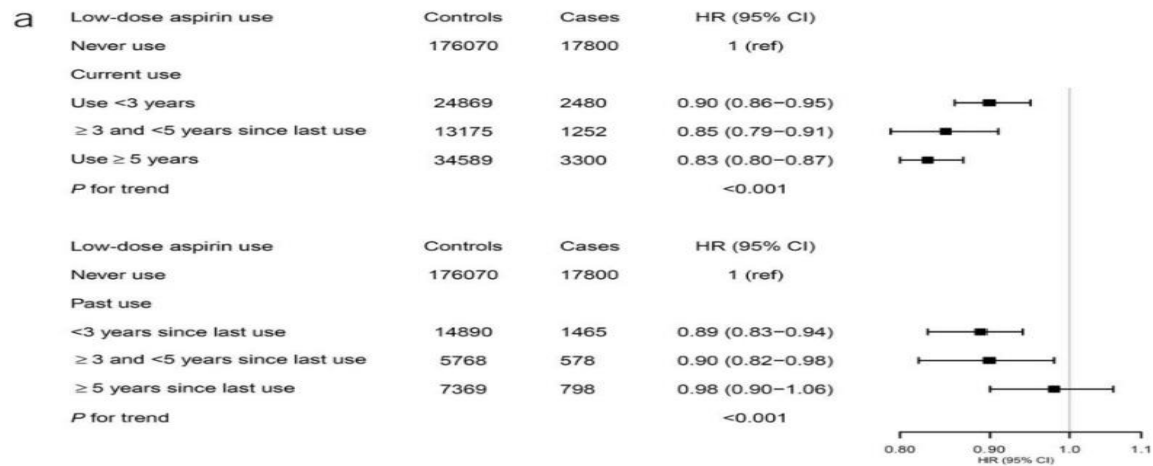 a
Low-dose aspirin use Controls Cases HR (95% CI)
Never use 176070 17800 1 (ref)
Current use
Use <3 years 24869 2480 0.90 (0.86−0.95)
≥ 3 and <5 years since last use 13175 1252 0.85 (0.79−0.91)
Use ≥ 5 years 34589 3300 0.83 (0.80−0.87)
P for trend <0.001
Low-dose aspirin use Controls Cases HR (95% CI)
Never use 176070 17800 1 (ref)
Past use
<3 years since last use 14890 1465 0.89 (0.83−0.94)
≥ 3 and <5 years since last use 5768 578 0.90 (0.82−0.98)
≥ 5 years since last use 7369 798 0.98 (0.90−1.06)
P for trend <0.001
0.80 0.90 1.0 1.1
HR (95% CI)